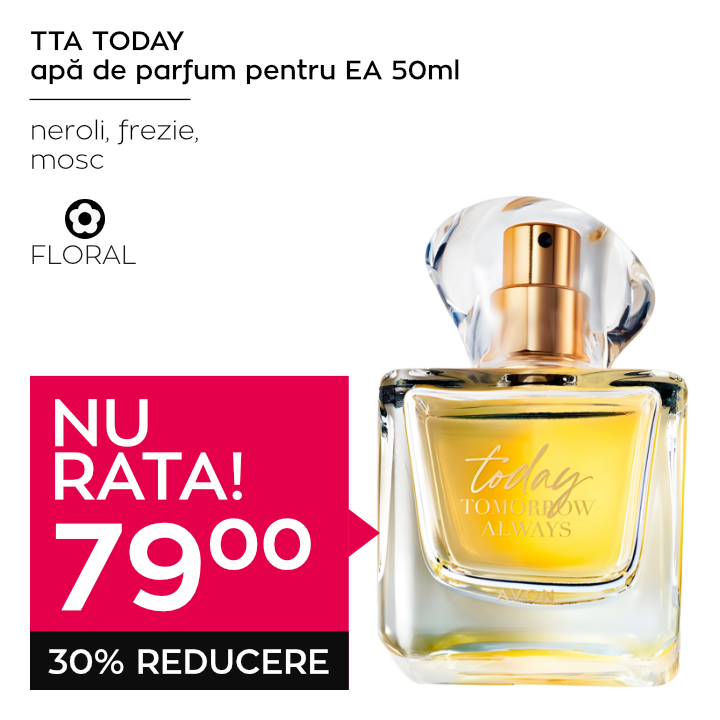 TTA TODAY
apă de parfum pentru EA 50ml
neroli, frezie,
mosc
FLORAL
NU
RATA!
79⁰⁰
30% REDUCERE
today
TOMORROW
ALWAYS
AVON